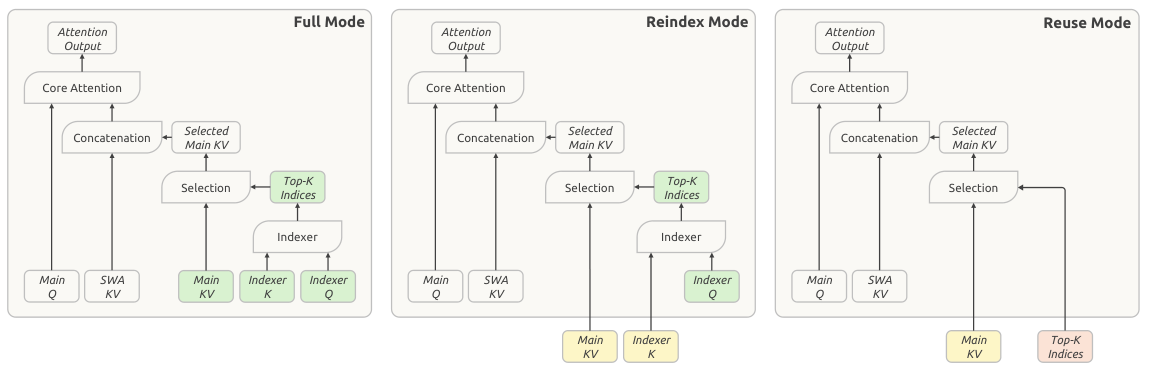 Full Mode
Attention
Output
Core Attention
Concatenation
Selected
Main KV
Selection
Top-K
Indices
Indexer
Main
Q
SWA
KV
Main
KV
Indexer
K
Indexer
Q
Reindex Mode
Attention
Output
Core Attention
Concatenation
Selected
Main KV
Selection
Top-K
Indices
Indexer
Main
Q
SWA
KV
Indexer
Q
Main
KV
Indexer
K
Reuse Mode
Attention
Output
Core Attention
Concatenation
Selected
Main KV
Selection
Main
Q
SWA
KV
Main
KV
Top-K
Indices